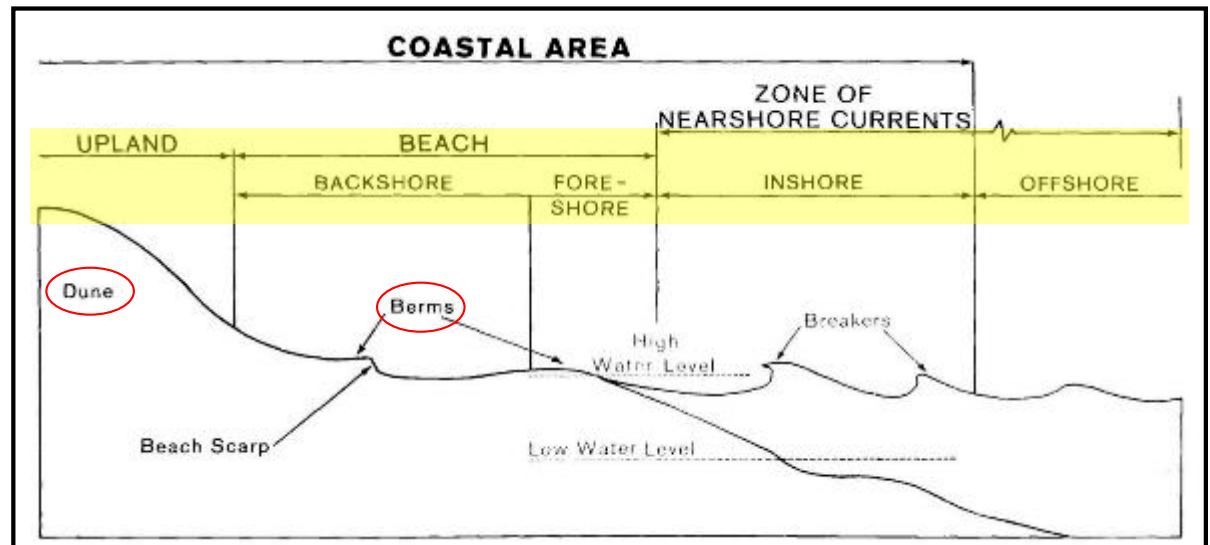 COASTAL AREA
ZONE OF
NEARSHORE CURRENTS
UPLAND
BEACH
BACKSHORE
FORE-
SHORE
INSHORE
OFFSHORE
Dune
Berms
Breakers
High
Water Level
Beach Scarp
Low Water Level